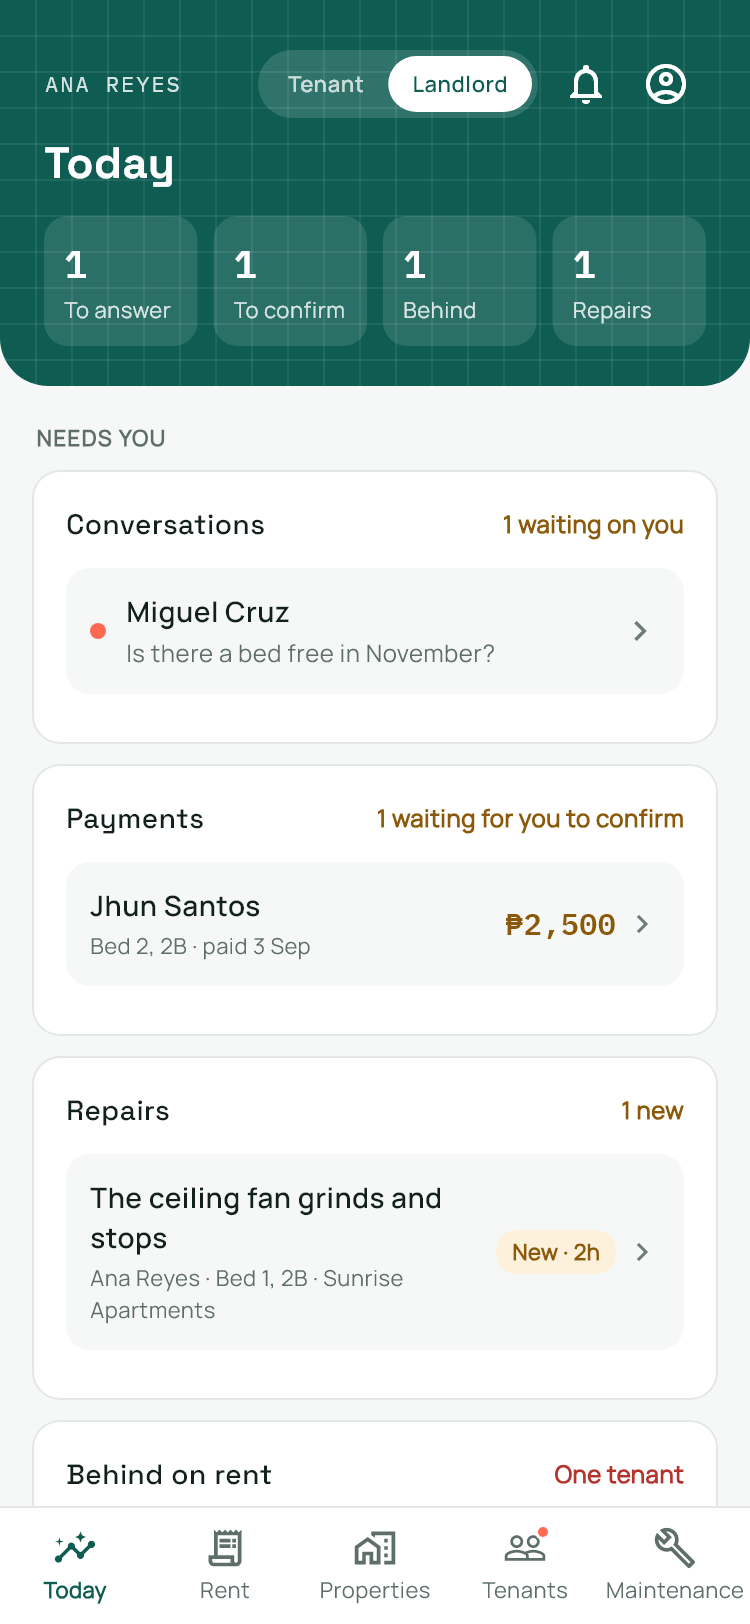 ANA REYES
Tenant
Landlord
Today
1
To answer
1
To confirm
1
Behind
1
Repairs
NEEDS YOU
Conversations
1 waiting on you
Miguel Cruz
Is there a bed free in November?
Payments
1 waiting for you to confirm
Jhun Santos
Bed 2, 2B · paid 3 Sep
₱2,500
Repairs
1 new
The ceiling fan grinds and
stops
Ana Reyes · Bed 1, 2B · Sunrise
Apartments
New · 2h
Behind on rent
One tenant
Today
Rent
Properties
Tenants
Maintenance